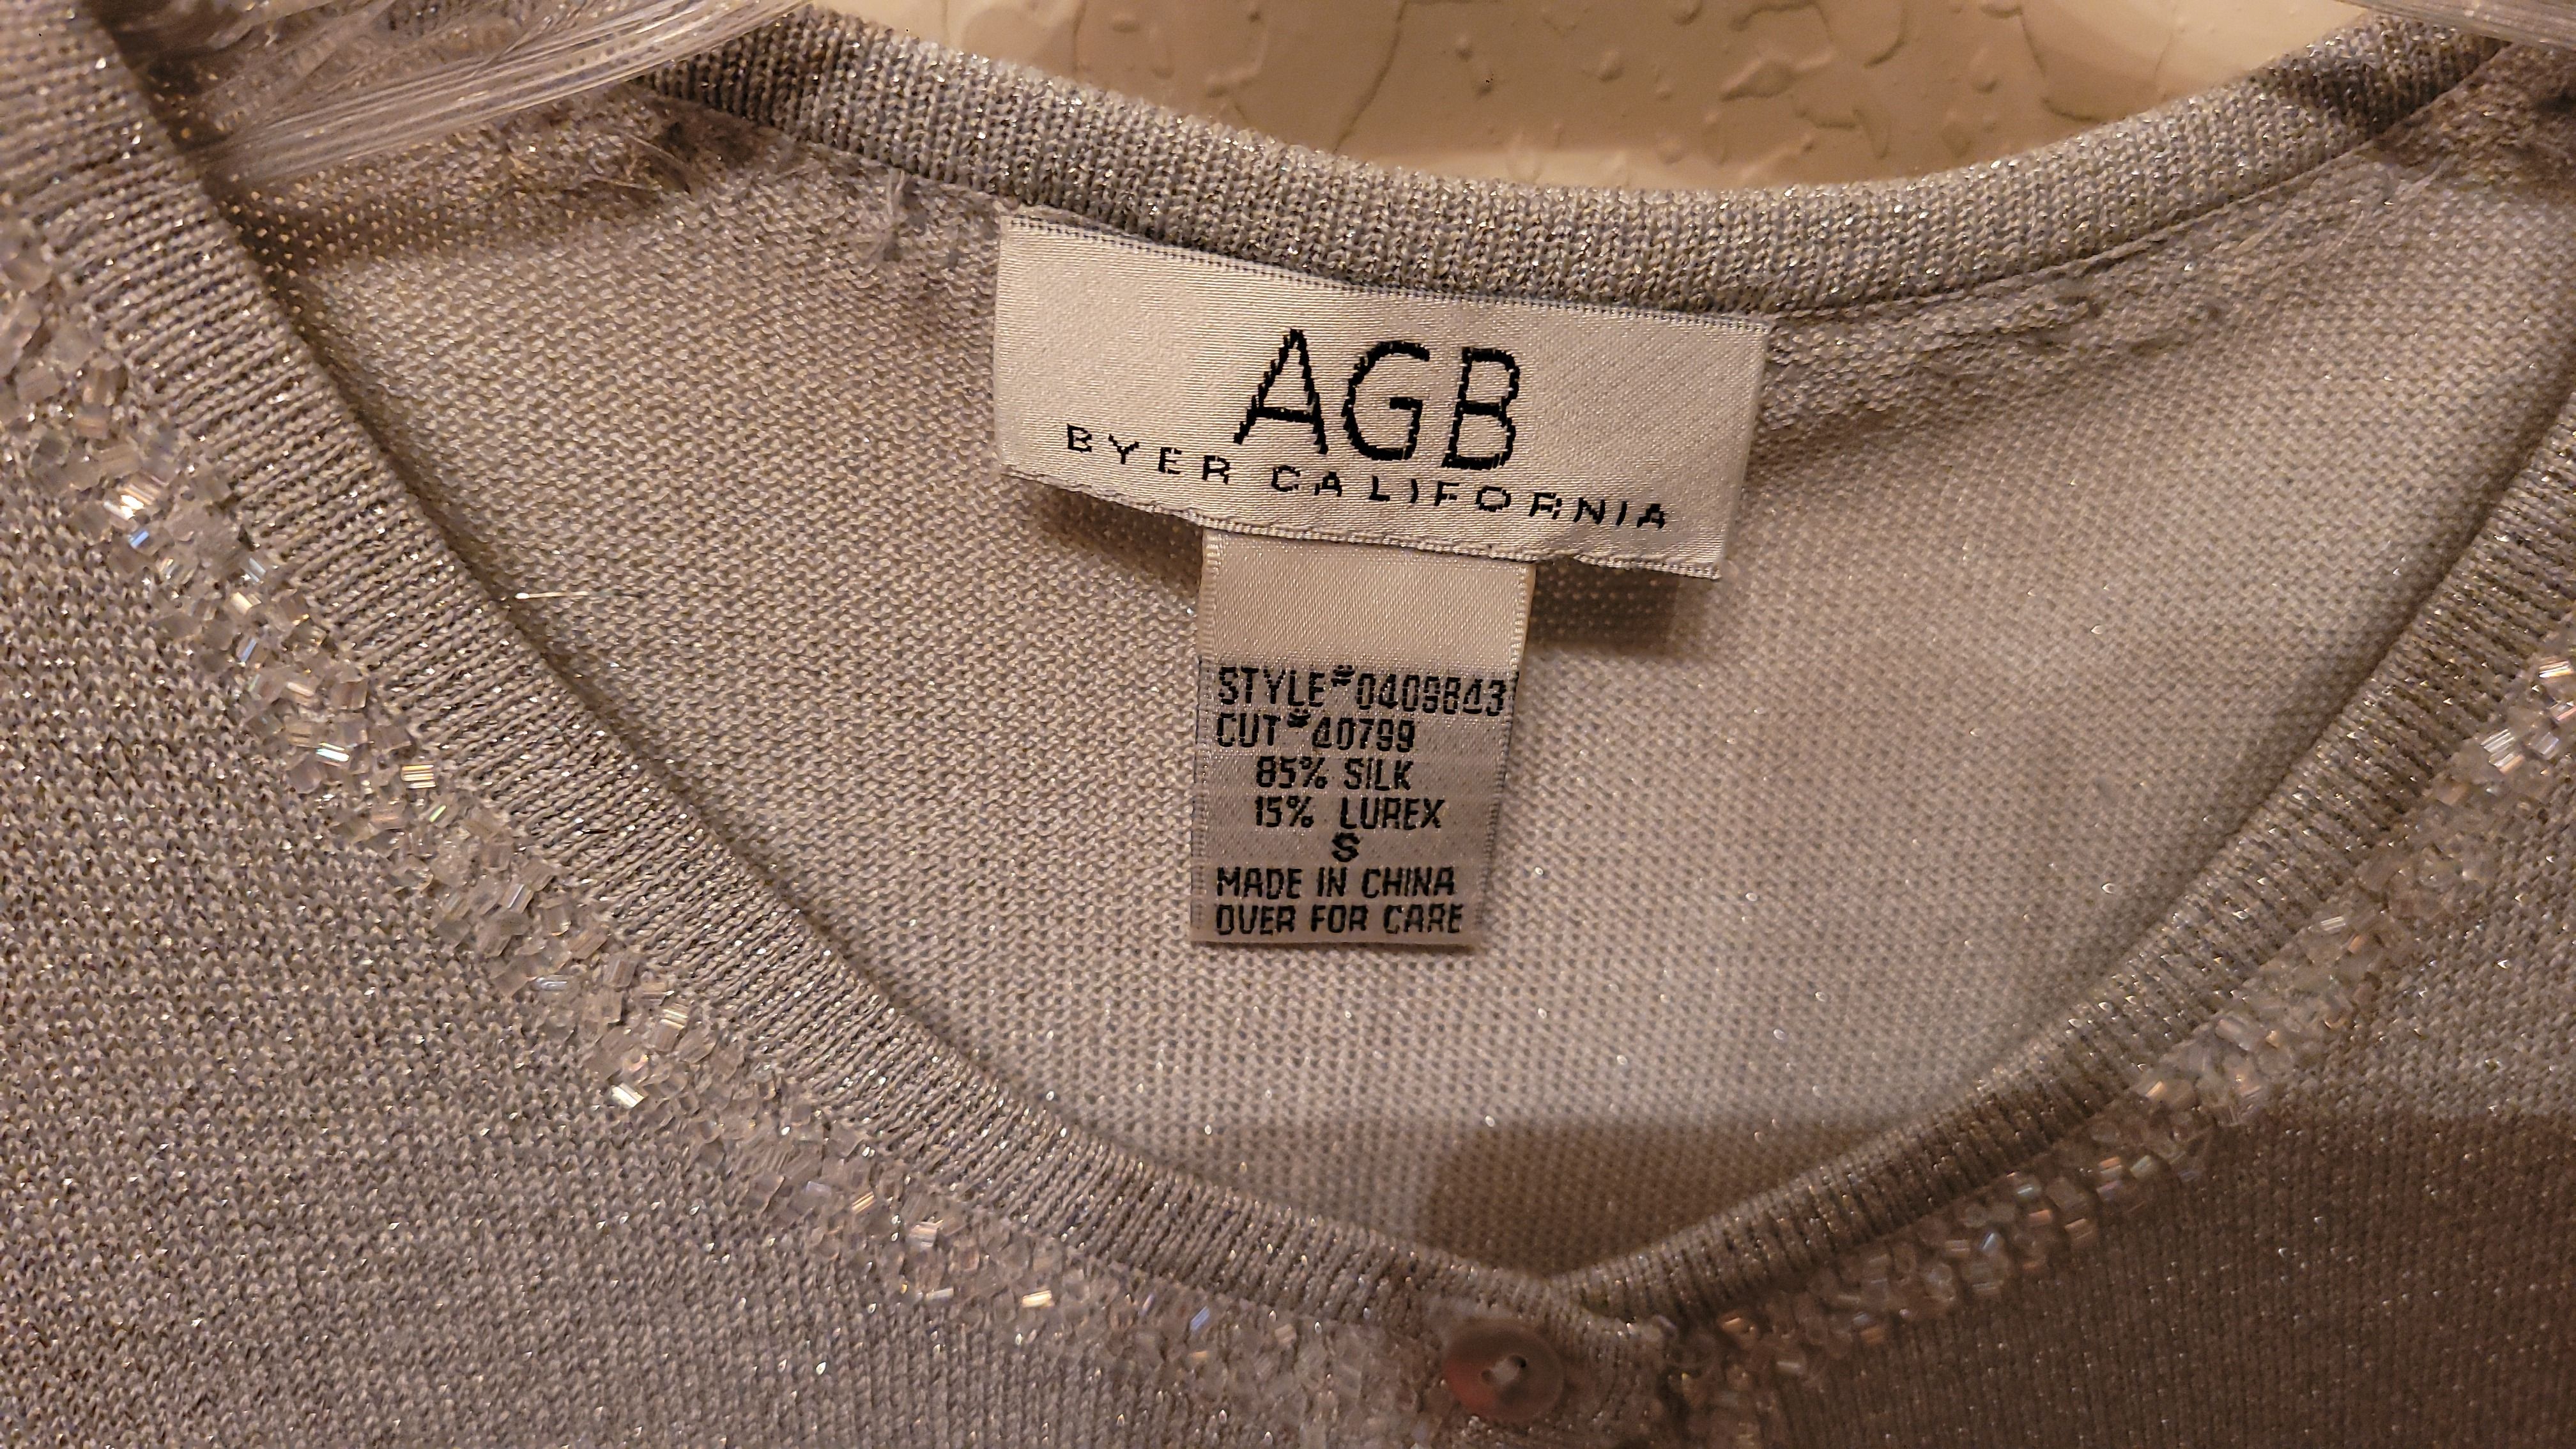 AGB
BYER CALIFORNIA
STYLE#0409843
CUT#40799
85% SILK
15% LUREX
S
MADE IN CHINA
OVER FOR CARE